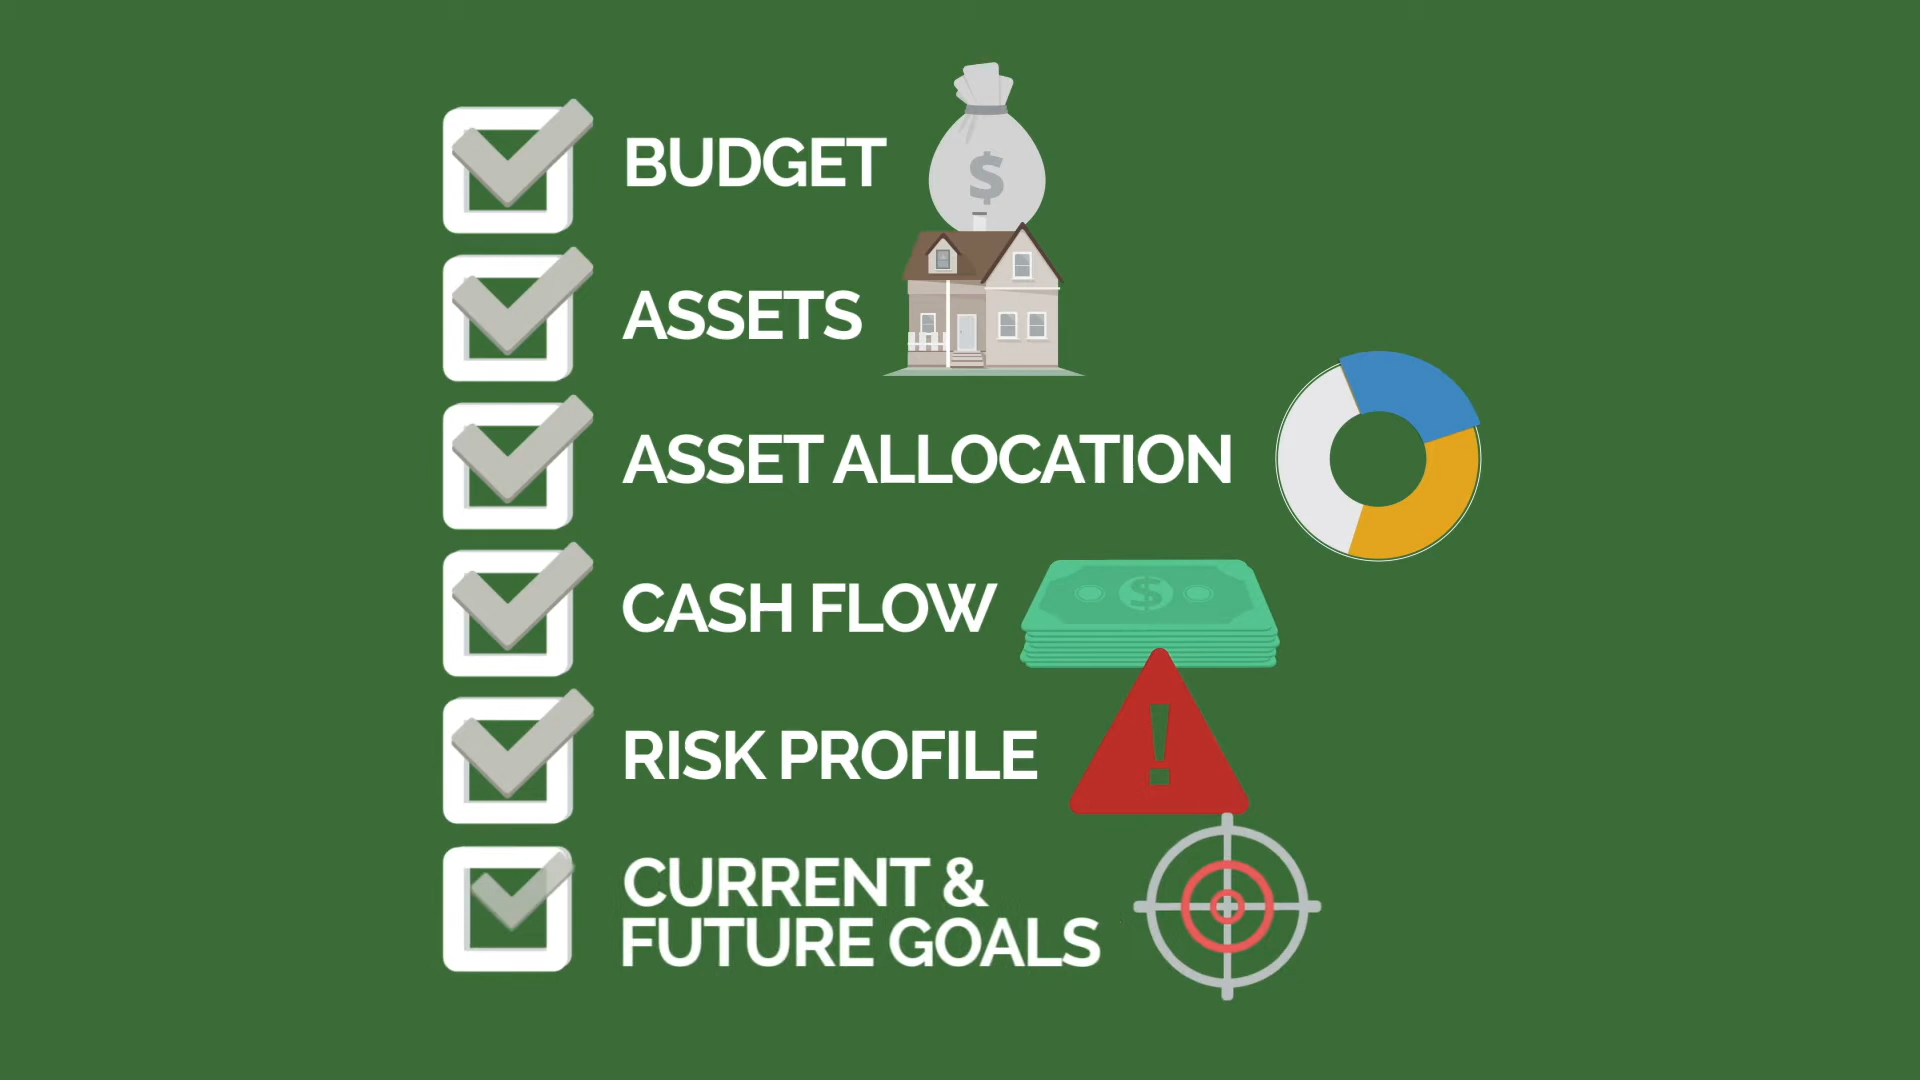 BUDGET
$
ASSETS
ASSET ALLOCATION
CASH FLOW
$
RISK PROFILE
!
CURRENT &
FUTURE GOALS